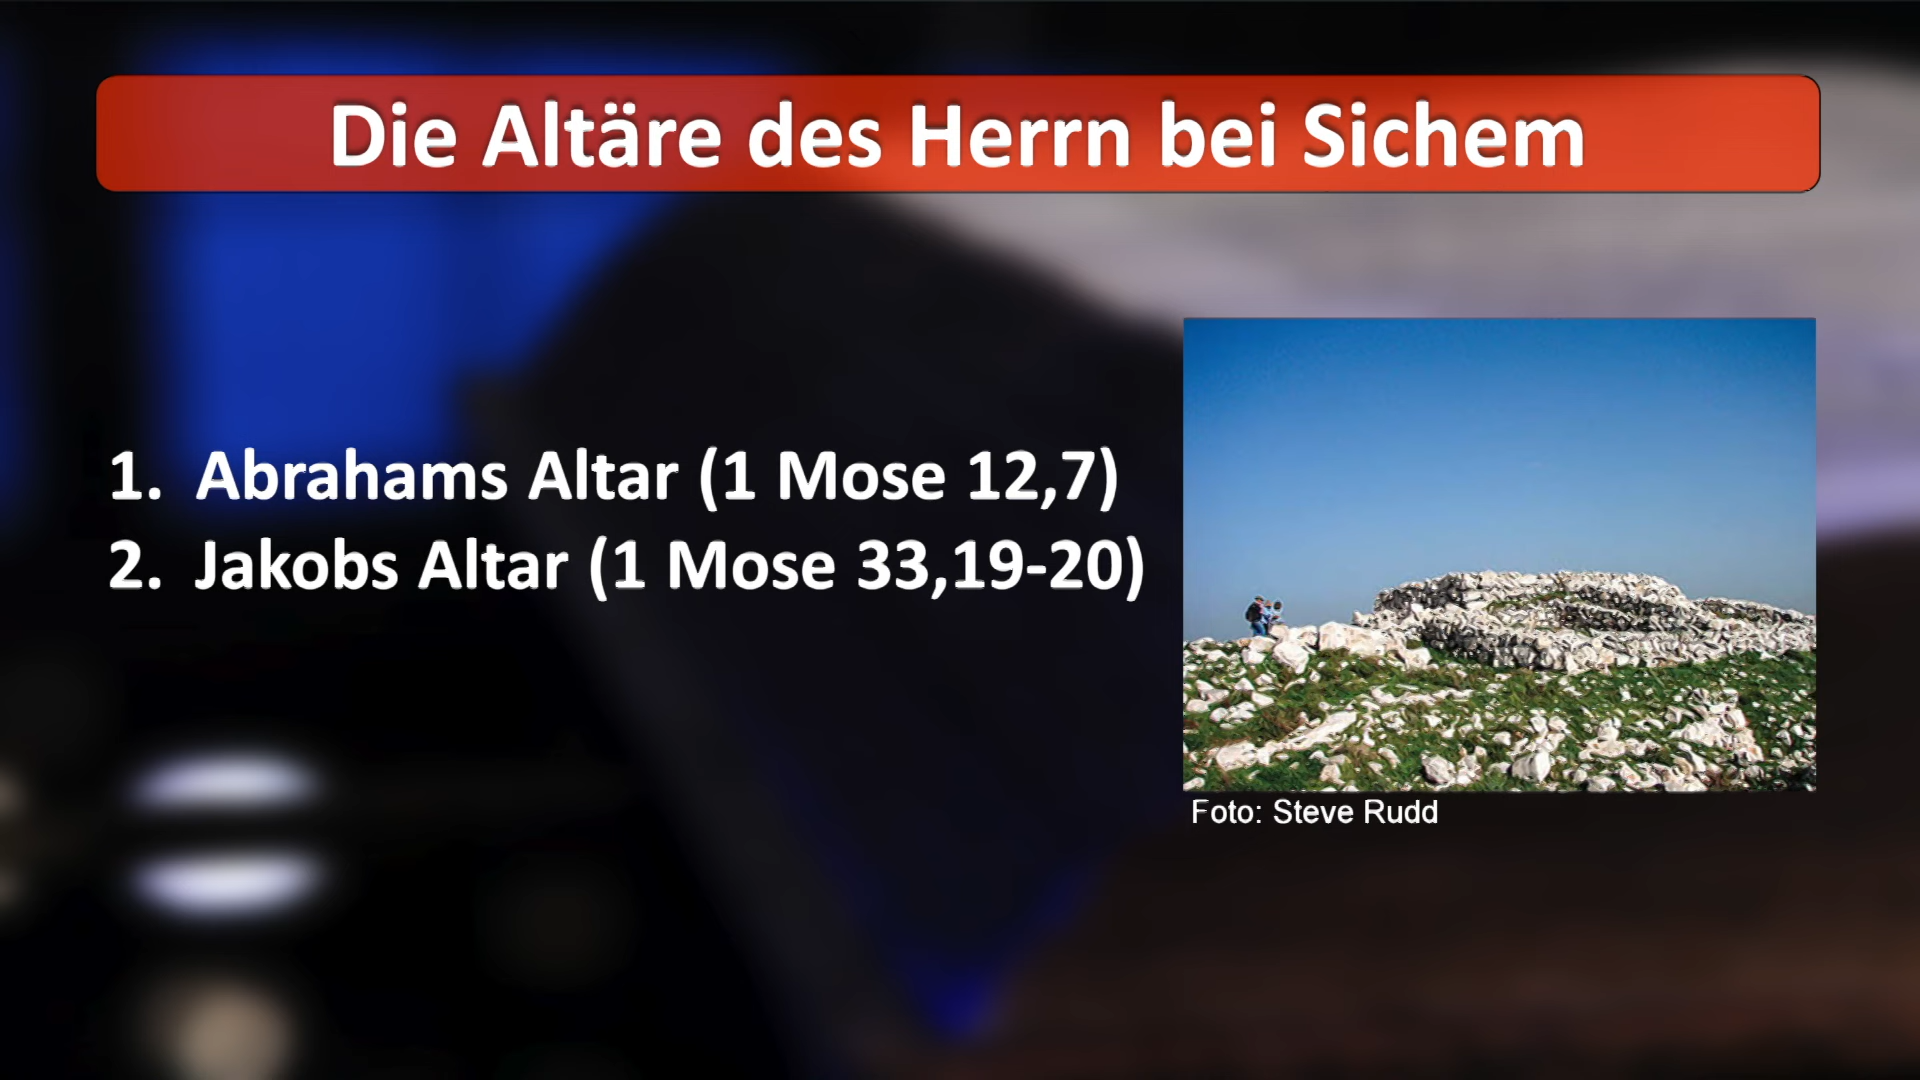 Die Altäre des Herrn bei Sichem
1. Abrahams Altar (1 Mose 12,7)
2. Jakobs Altar (1 Mose 33,19-20)
Foto: Steve Rudd